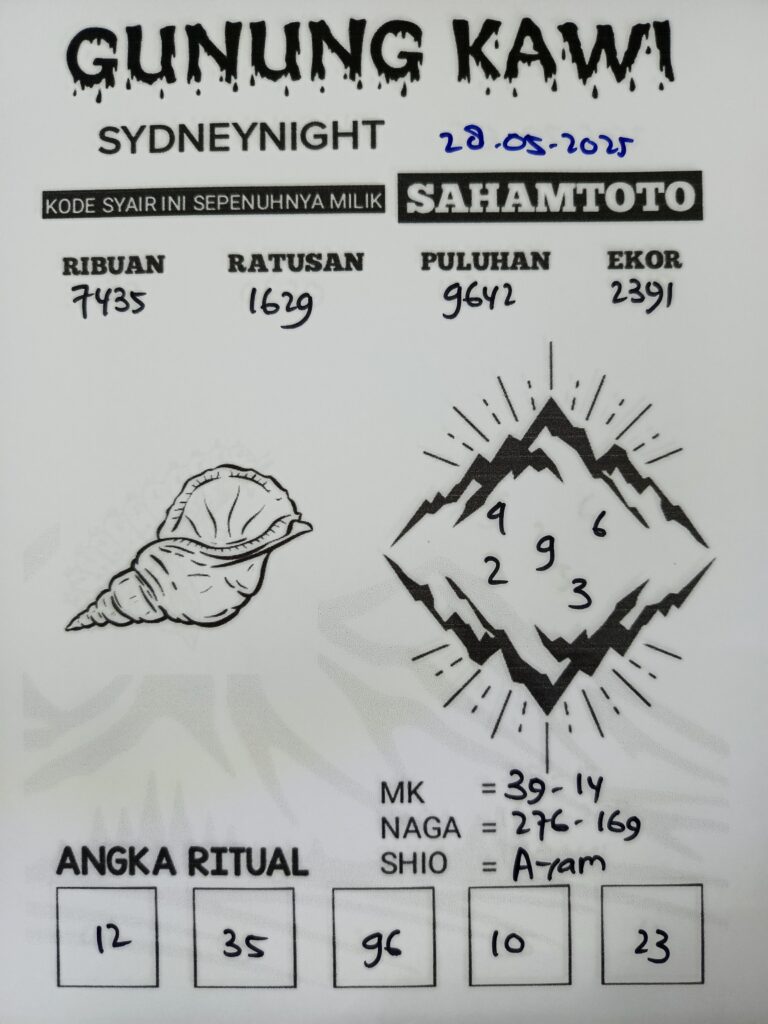 GUNUNG KAWI
SYDNEYNIGHT 28.05-2025
KODE SYAIR INI SEPENUHNYA MILIK SAHAMTOTO
RIBUAN RATUSAN PULUHAN EKOR
7435 1629 9642 2391
9 6
9
2
3
MK = 39-14
NAGA = 276-169
SHIO = A-yam
ANGKA RITUAL
12 35 96 10 23